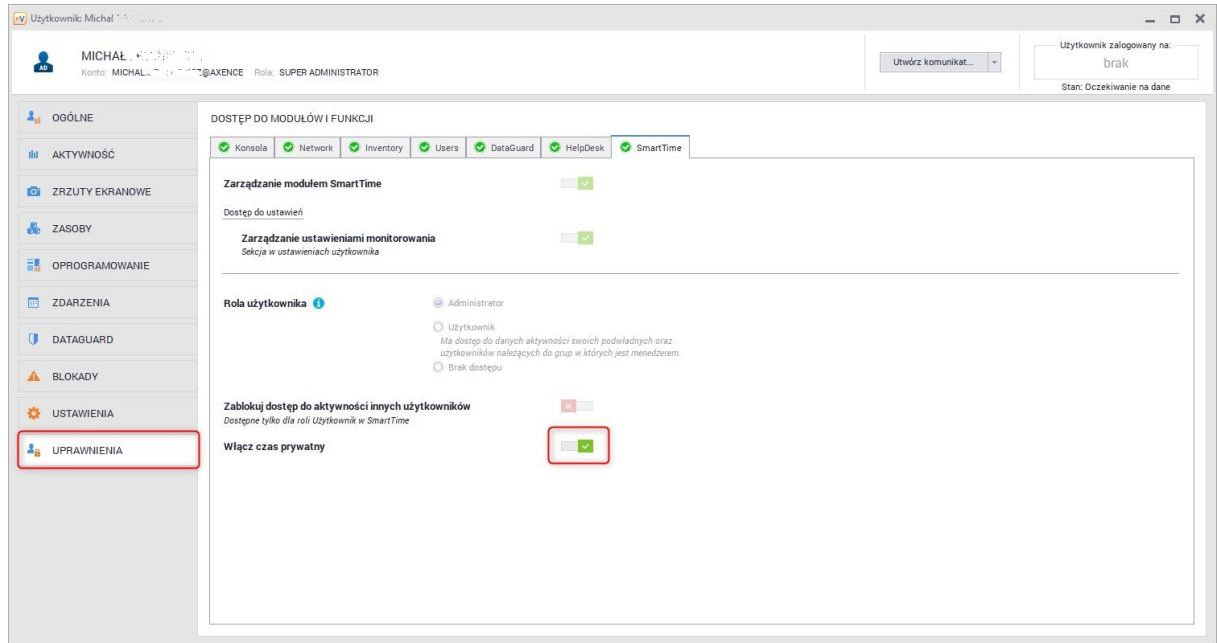 Użytkownik: Michał
MICHAŁ
Konto: MICHAL @AXENCE Rola: SUPER ADMINISTRATOR
Utwórz komunikat...
Użytkownik zalogowany na:
brak
Stan: Oczekiwanie na dane
OGÓLNE
AKTYWNOŚĆ
ZRZUTY EKRANOWE
ZASOBY
OPROGRAMOWANIE
ZDARZENIA
DATAGUARD
BLOKADY
USTAWIENIA
UPRAWNIENIA
DOSTĘP DO MODUŁÓW I FUNKCJI
Konsola Network Inventory Users DataGuard HelpDesk SmartTime
Zarządzanie modułem SmartTime
Dostęp do ustawień
Zarządzanie ustawieniami monitorowania
Sekcja w ustawieniach użytkownika
Rola użytkownika
Administrator
Użytkownik
Ma dostęp do danych aktywności swoich podwładnych oraz
użytkowników należących do grup w których jest menedżerem.
Brak dostępu
Zablokuj dostęp do aktywności innych użytkowników
Dostępne tylko dla roli Użytkownik w SmartTime
Włącz czas prywatny